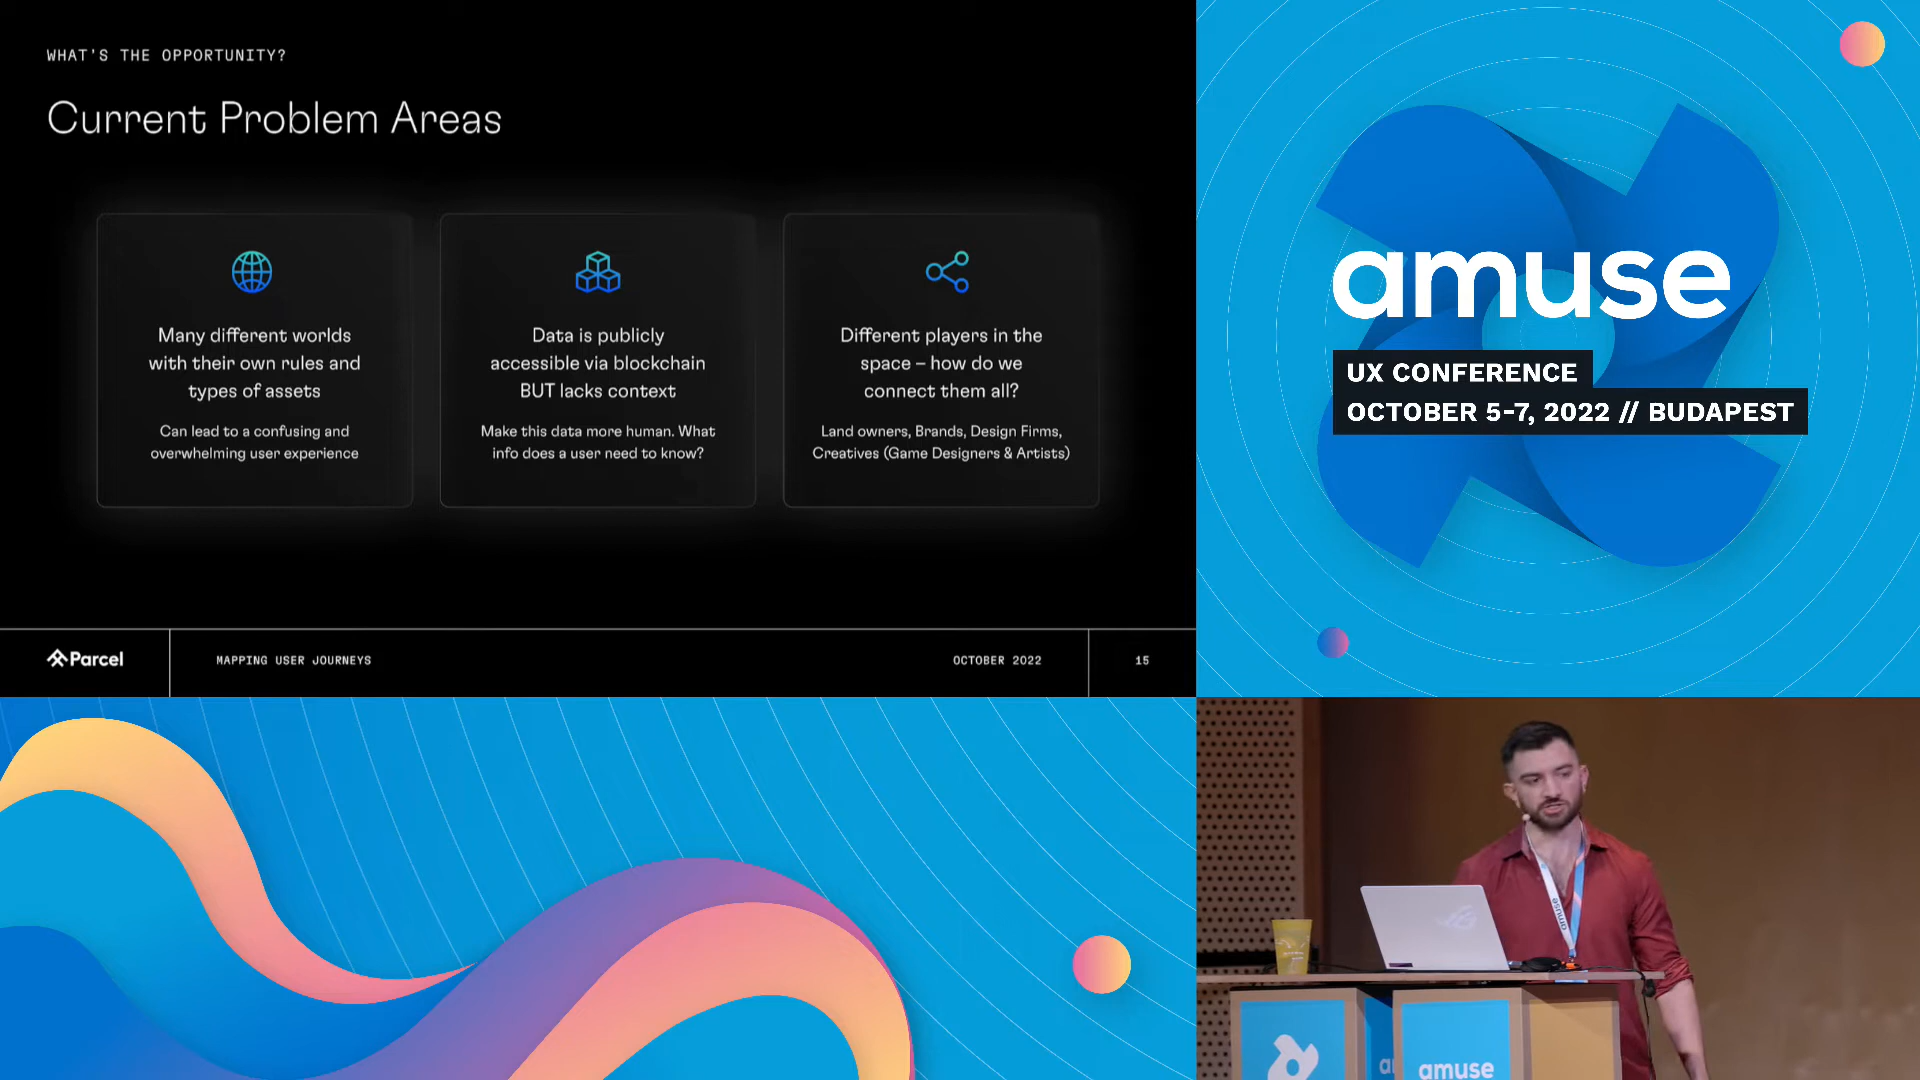 WHAT'S THE OPPORTUNITY?
Current Problem Areas
Many different worlds
with their own rules and
types of assets
Can lead to a confusing and
overwhelming user experience
Data is publicly
accessible via blockchain
BUT lacks context
Make this data more human. What
info does a user need to know?
Different players in the
space – how do we
connect them all?
Land owners, Brands, Design Firms,
Creatives (Game Designers & Artists)
Parcel
MAPPING USER JOURNEYS
OCTOBER 2022
15
amuse
UX CONFERENCE
OCTOBER 5-7, 2022 // BUDAPEST
amuse
amuse